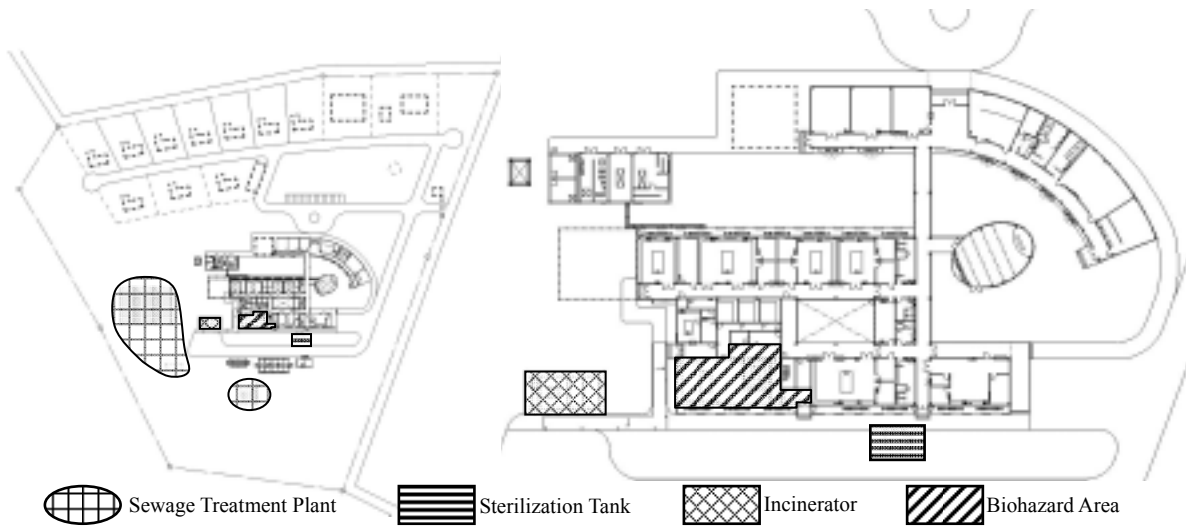 Sewage Treatment Plant
Sterilization Tank
Incinerator
Biohazard Area